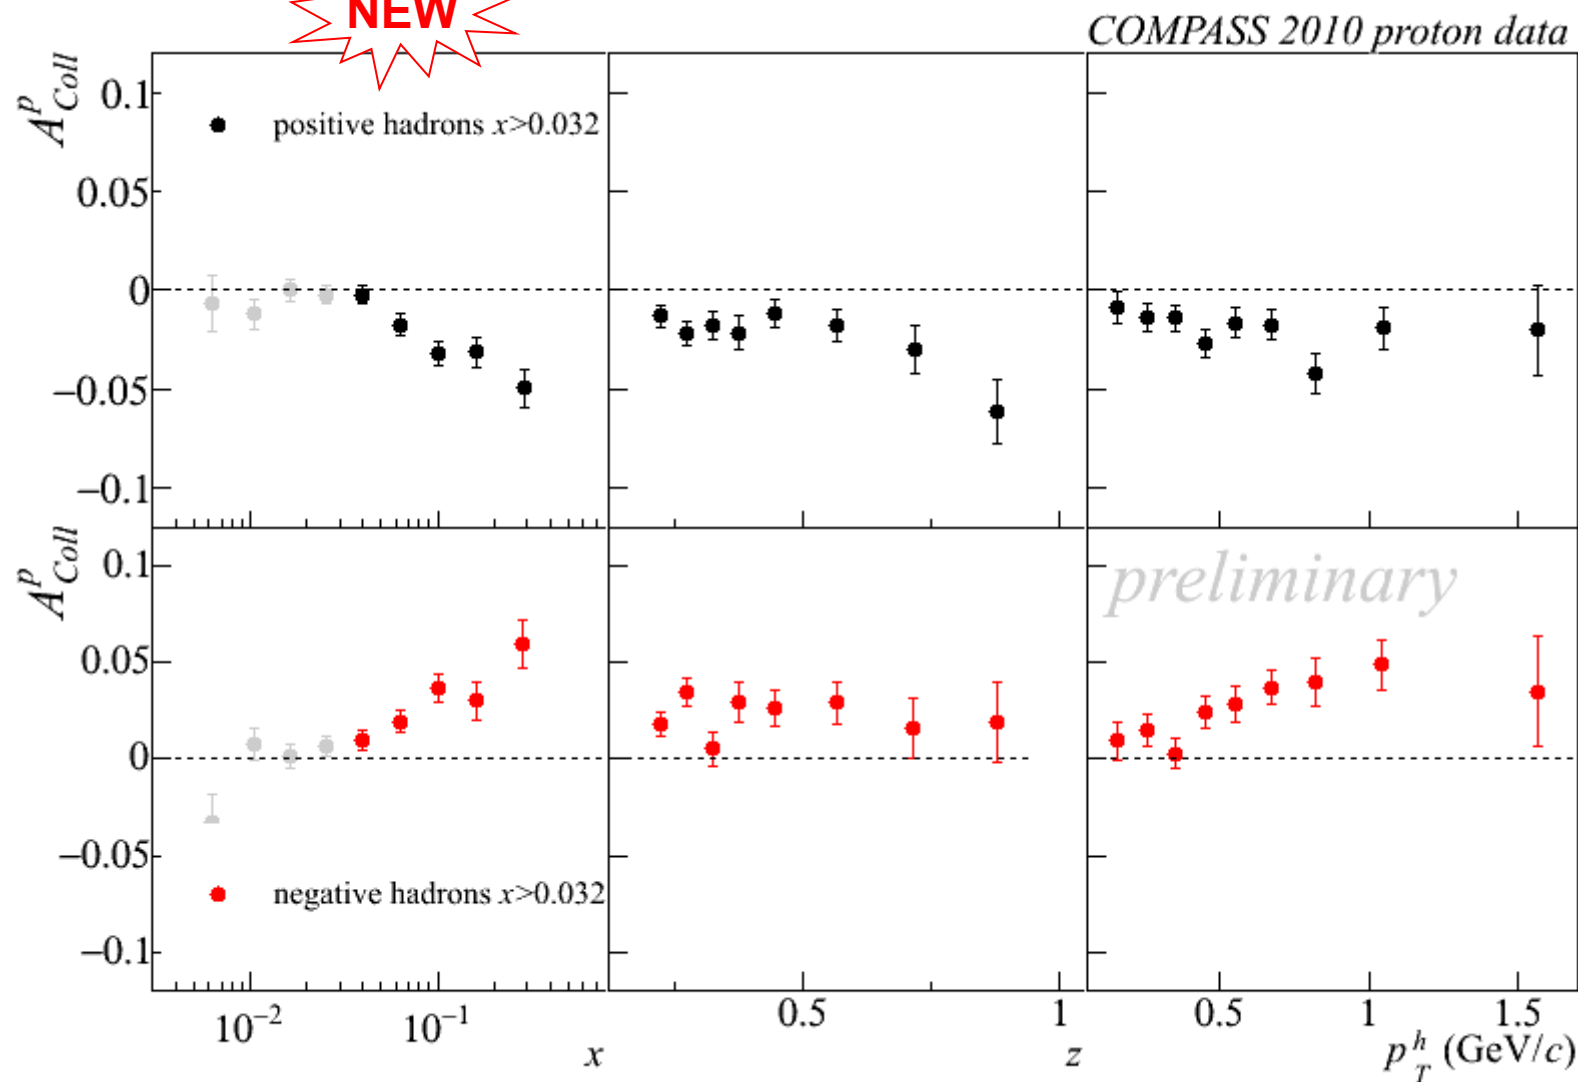 NEW
COMPASS 2010 proton data
A^p_Coll
0.1
0.05
0
−0.05
−0.1
positive hadrons x>0.032
A^p_Coll
0.1
0.05
0
−0.05
−0.1
preliminary
negative hadrons x>0.032
10^−2 10^−1 0.5 1 0.5 1 1.5
x z p_T^h (GeV/c)